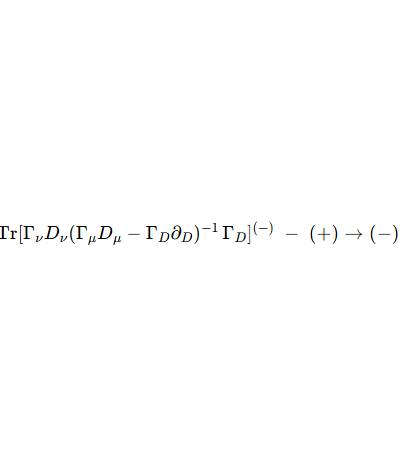 Tr[Γ_ν D_ν (Γ_μ D_μ − Γ_D ∂_D)^{−1} Γ_D]^{(−)} − (+) → (−)